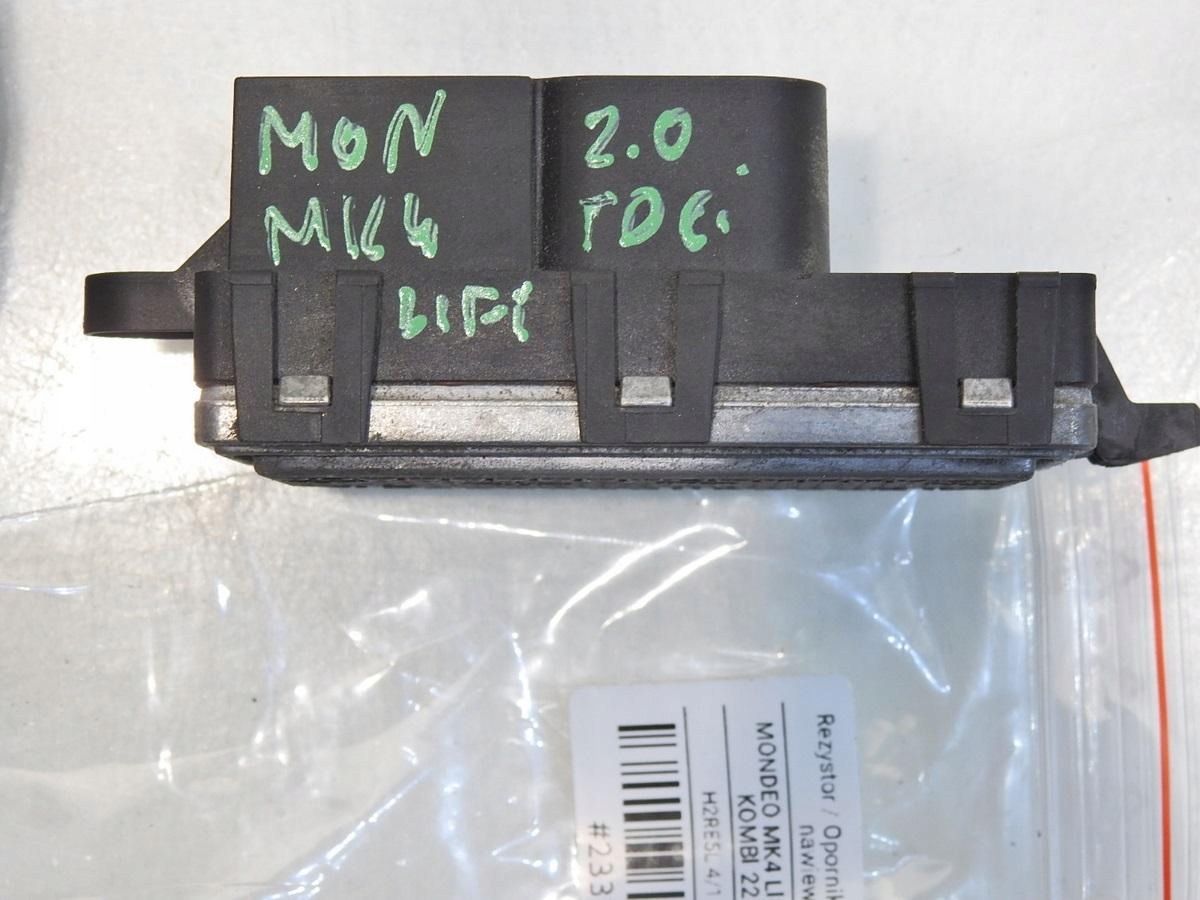 MON 2.0
MK4 TDCi
LIFt
Rezystor / Opornik
nawiew
MONDEO MK4 LI
KOMBI 22
H2RESL 4/1
#233